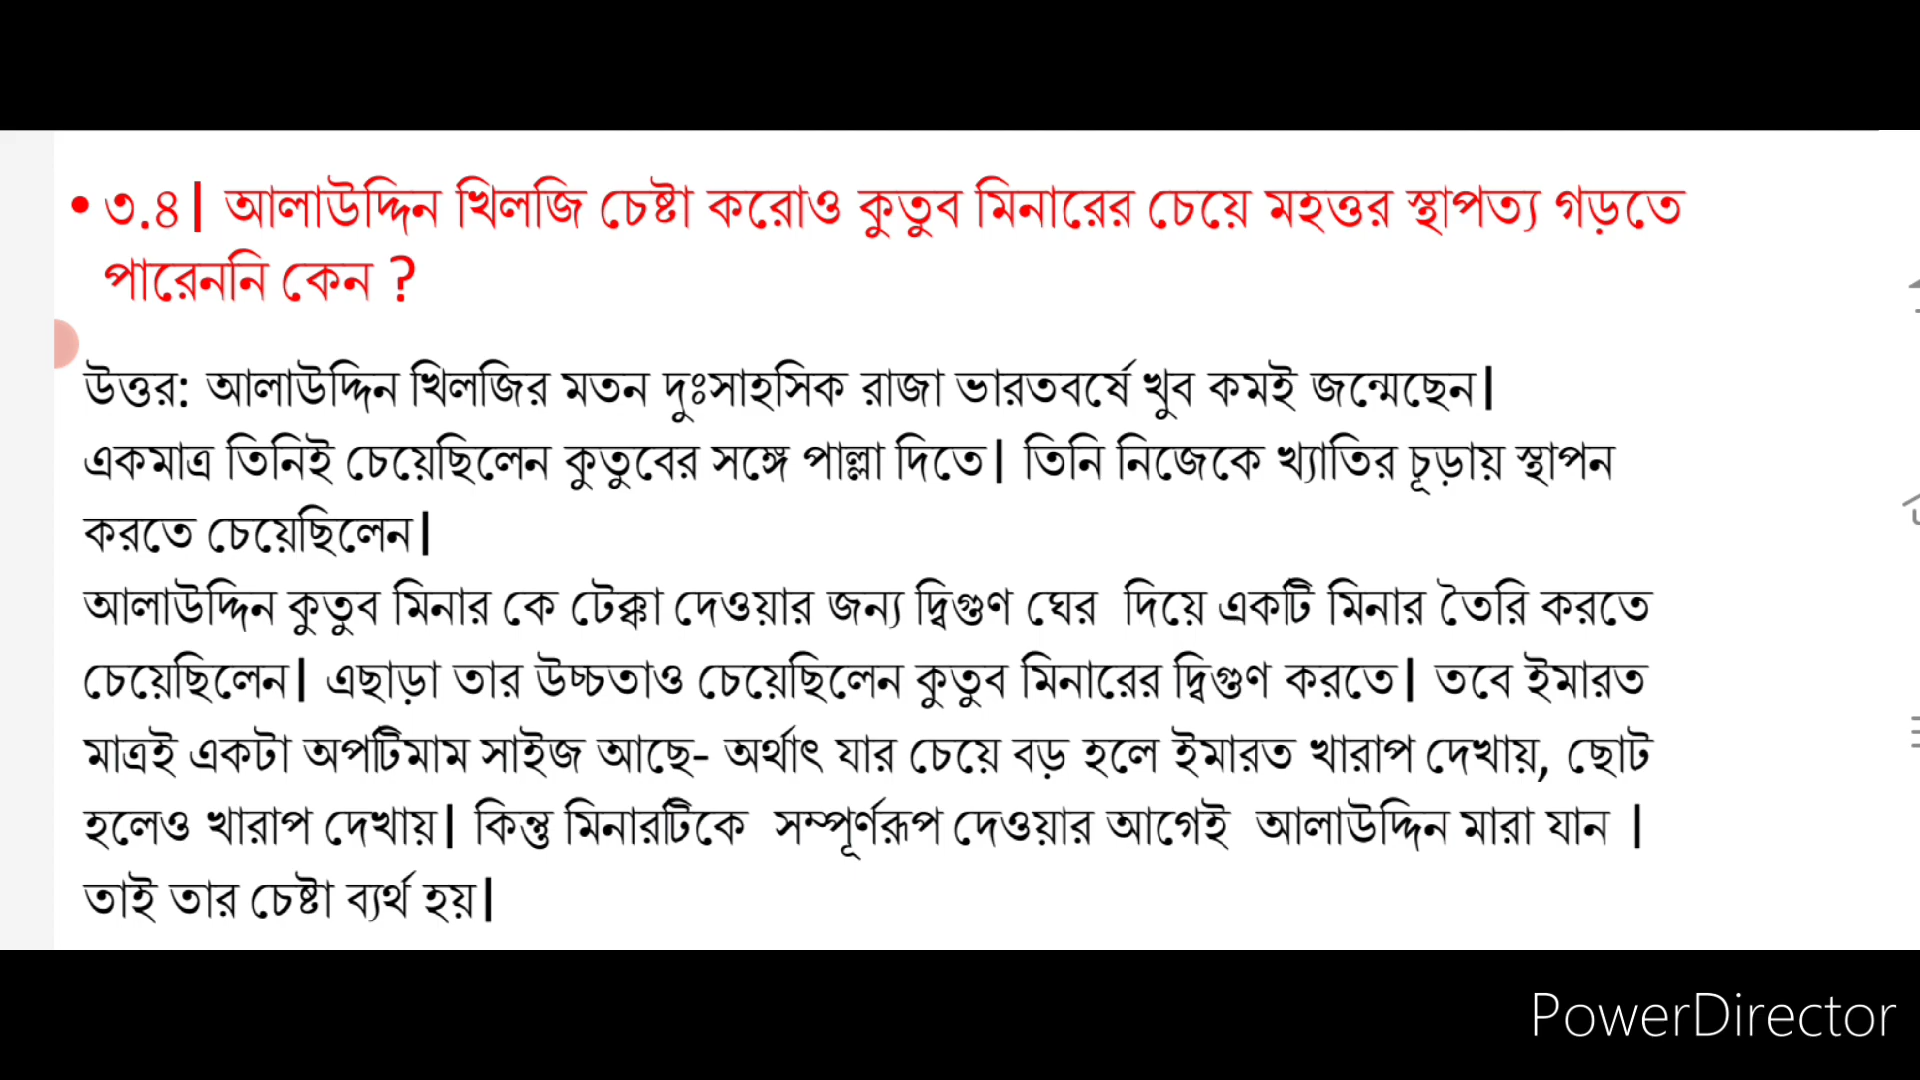 • ৩.৪| আলাউদ্দিন খিলজি চেষ্টা করোও কুতুব মিনারের চেয়ে মহত্তর স্থাপত্য গড়তে
পারেননি কেন ?
উত্তর: আলাউদ্দিন খিলজির মতন দুঃসাহসিক রাজা ভারতবর্ষে খুব কমই জন্মেছেন|
একমাত্র তিনিই চেয়েছিলেন কুতুবের সঙ্গে পাল্লা দিতে| তিনি নিজেকে খ্যাতির চূড়ায় স্থাপন
করতে চেয়েছিলেন|
আলাউদ্দিন কুতুব মিনার কে টেক্কা দেওয়ার জন্য দ্বিগুণ ঘের দিয়ে একটি মিনার তৈরি করতে
চেয়েছিলেন| এছাড়া তার উচ্চতাও চেয়েছিলেন কুতুব মিনারের দ্বিগুণ করতে| তবে ইমারত
মাত্রই একটা অপটিমাম সাইজ আছে- অর্থাৎ যার চেয়ে বড় হলে ইমারত খারাপ দেখায়, ছোট
হলেও খারাপ দেখায়| কিন্তু মিনারটিকে সম্পূর্ণরূপ দেওয়ার আগেই আলাউদ্দিন মারা যান |
তাই তার চেষ্টা ব্যর্থ হয়|
PowerDirector